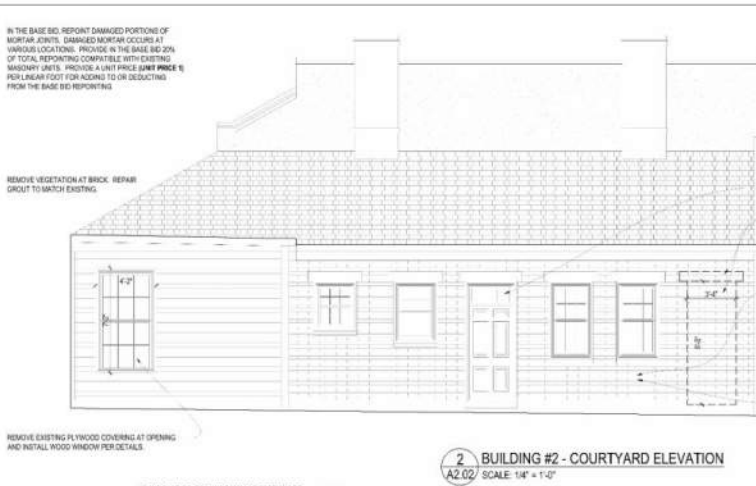 IN THE BASE BID, REPOINT DAMAGED PORTIONS OF
MORTAR JOINTS. DAMAGED MORTAR OCCURS AT
VARIOUS LOCATIONS. PROVIDE IN THE BASE BID 20%
OF TOTAL REPOINTING COMPATIBLE WITH EXISTING
MASONRY UNITS. PROVIDE A UNIT PRICE (UNIT PRICE 1)
PER LINEAR FOOT FOR ADDING TO OR DEDUCTING
FROM THE BASE BID REPOINTING.
REMOVE VEGETATION AT BRICK. REPAIR
GROUT TO MATCH EXISTING.
4'-2"
3'-4"
REMOVE EXISTING PLYWOOD COVERING AT OPENING
AND INSTALL WOOD WINDOW PER DETAILS.
2 BUILDING #2 - COURTYARD ELEVATION
A2.02 SCALE: 1/4" = 1'-0"